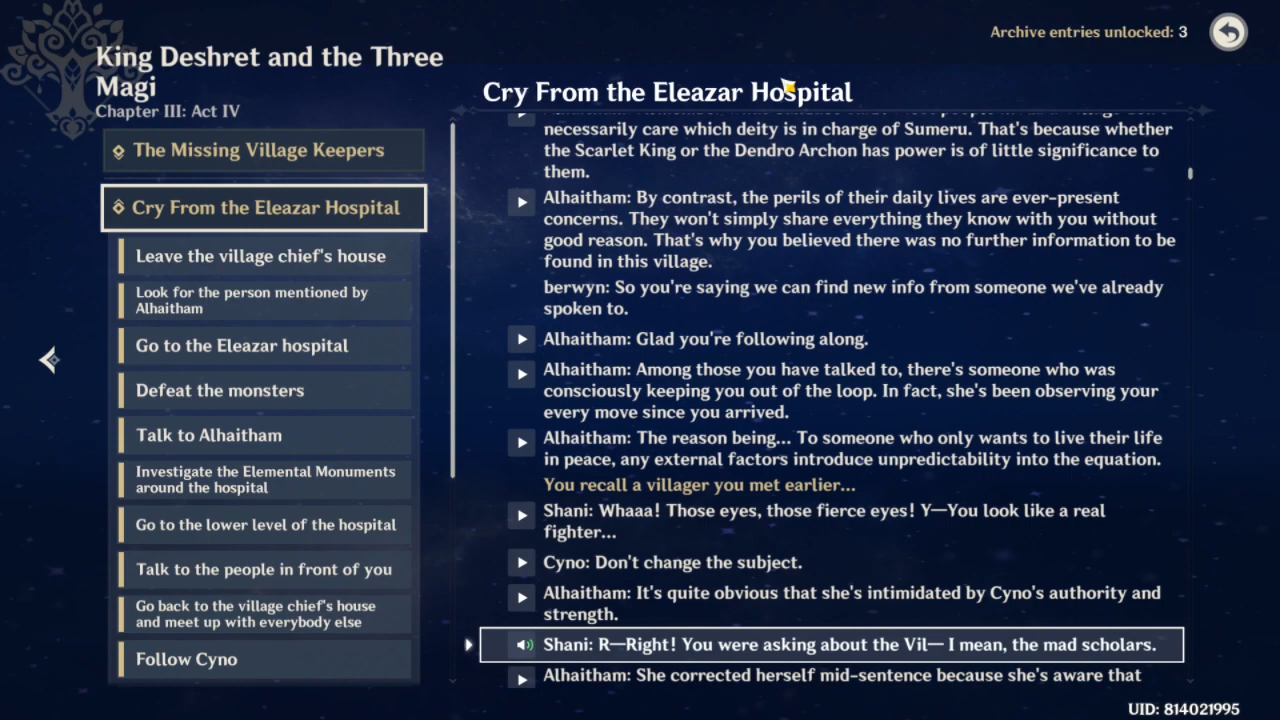 Archive entries unlocked: 3
King Deshret and the Three
Magi
Chapter III: Act IV
The Missing Village Keepers
Cry From the Eleazar Hospital
Leave the village chief's house
Look for the person mentioned by
Alhaitham
Go to the Eleazar hospital
Defeat the monsters
Talk to Alhaitham
Investigate the Elemental Monuments
around the hospital
Go to the lower level of the hospital
Talk to the people in front of you
Go back to the village chief's house
and meet up with everybody else
Follow Cyno
Cry From the Eleazar Hospital
necessarily care which deity is in charge of Sumeru. That's because whether
the Scarlet King or the Dendro Archon has power is of little significance to
them.
Alhaitham: By contrast, the perils of their daily lives are ever-present
concerns. They won't simply share everything they know with you without
good reason. That's why you believed there was no further information to be
found in this village.
berwyn: So you're saying we can find new info from someone we've already
spoken to.
Alhaitham: Glad you're following along.
Alhaitham: Among those you have talked to, there's someone who was
consciously keeping you out of the loop. In fact, she's been observing your
every move since you arrived.
Alhaitham: The reason being... To someone who only wants to live their life
in peace, any external factors introduce unpredictability into the equation.
You recall a villager you met earlier...
Shani: Whaaa! Those eyes, those fierce eyes! Y—You look like a real
fighter...
Cyno: Don't change the subject.
Alhaitham: It's quite obvious that she's intimidated by Cyno's authority and
strength.
Shani: R—Right! You were asking about the Vil— I mean, the mad scholars.
Alhaitham: She corrected herself mid-sentence because she's aware that
UID: 814021995